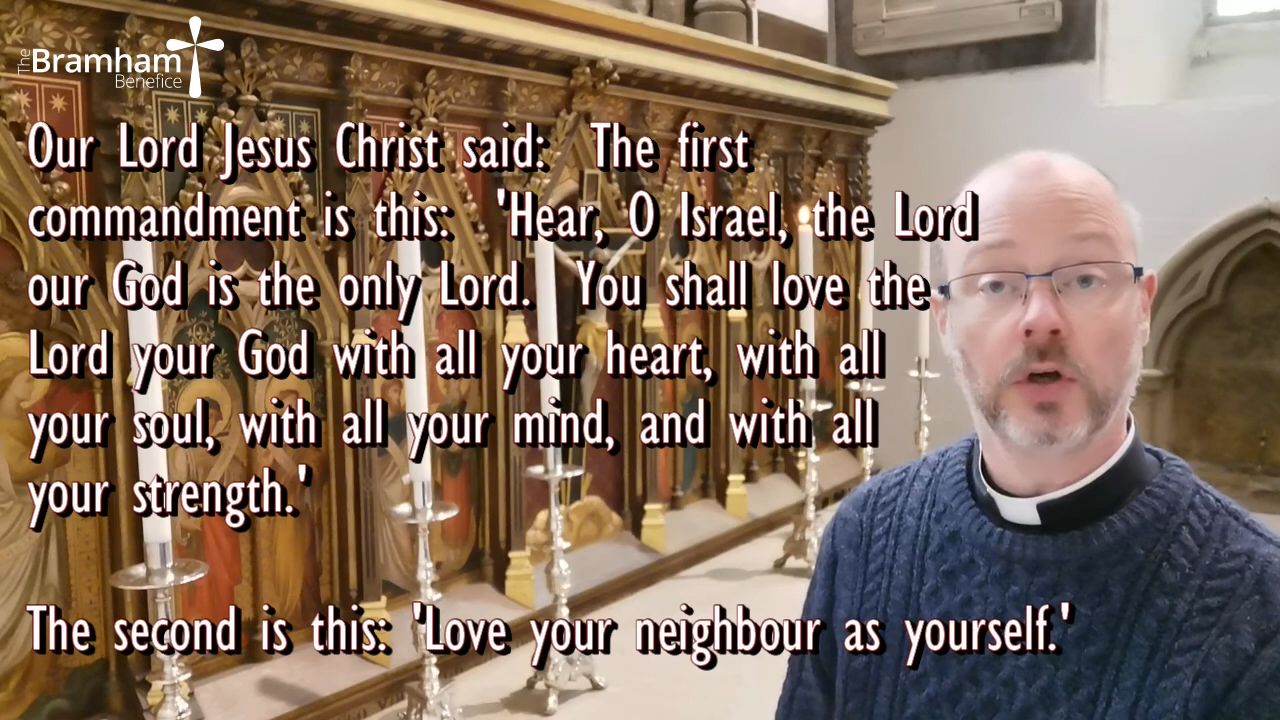 The
Bramham
Benefice
Our Lord Jesus Christ said: The first
commandment is this: 'Hear, O Israel, the Lord
our God is the only Lord. You shall love the
Lord your God with all your heart, with all
your soul, with all your mind, and with all
your strength.'
The second is this: 'Love your neighbour as yourself.'